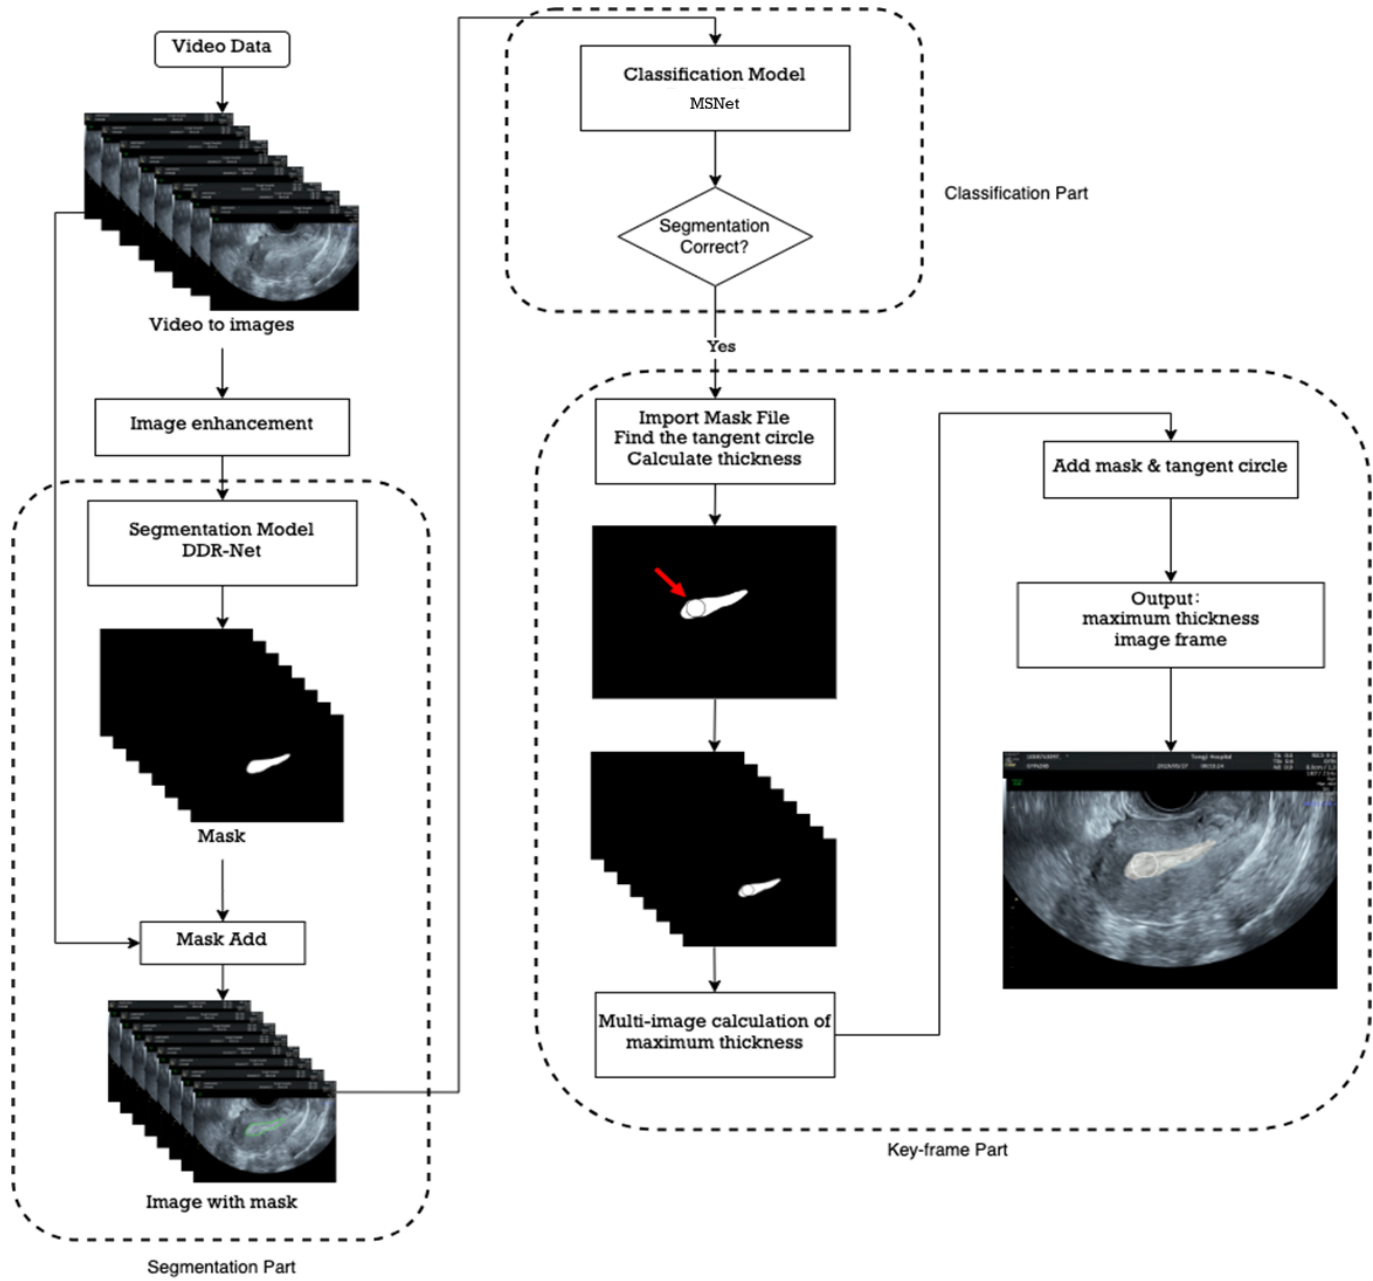 Video Data
Video to images
Image enhancement
Segmentation Model
DDR-Net
Mask
Mask Add
Image with mask
Segmentation Part
Classification Model
MSNet
Segmentation
Correct?
Classification Part
Yes
Import Mask File
Find the tangent circle
Calculate thickness
Multi-image calculation of
maximum thickness
Add mask & tangent circle
Output:
maximum thickness
image frame
Tongji Hospital
Key-frame Part